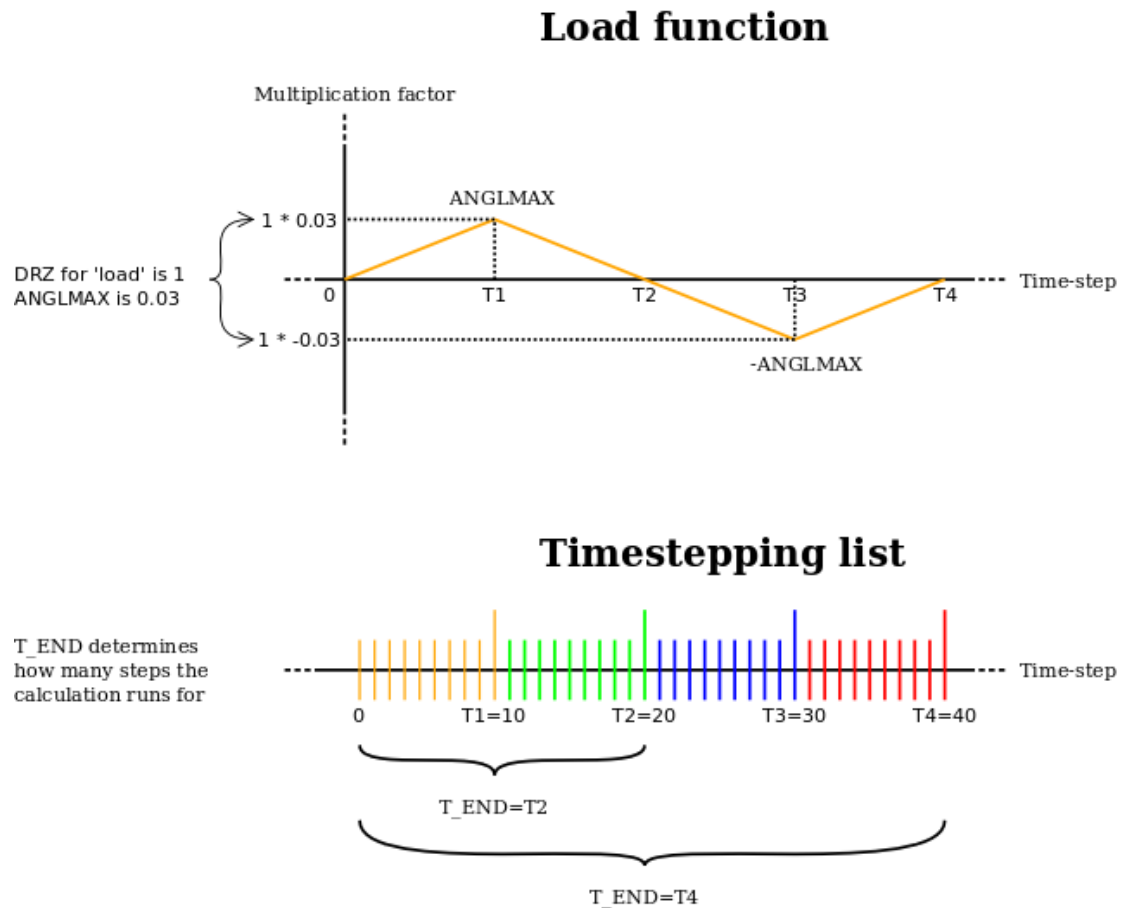 Load function
Multiplication factor
ANGLMAX
1 * 0.03
DRZ for 'load' is 1
ANGLMAX is 0.03
0
T1
T2
T3
T4
Time-step
1 * -0.03
-ANGLMAX
Timestepping list
T_END determines
how many steps the
calculation runs for
Time-step
0
T1=10
T2=20
T3=30
T4=40
T_END=T2
T_END=T4